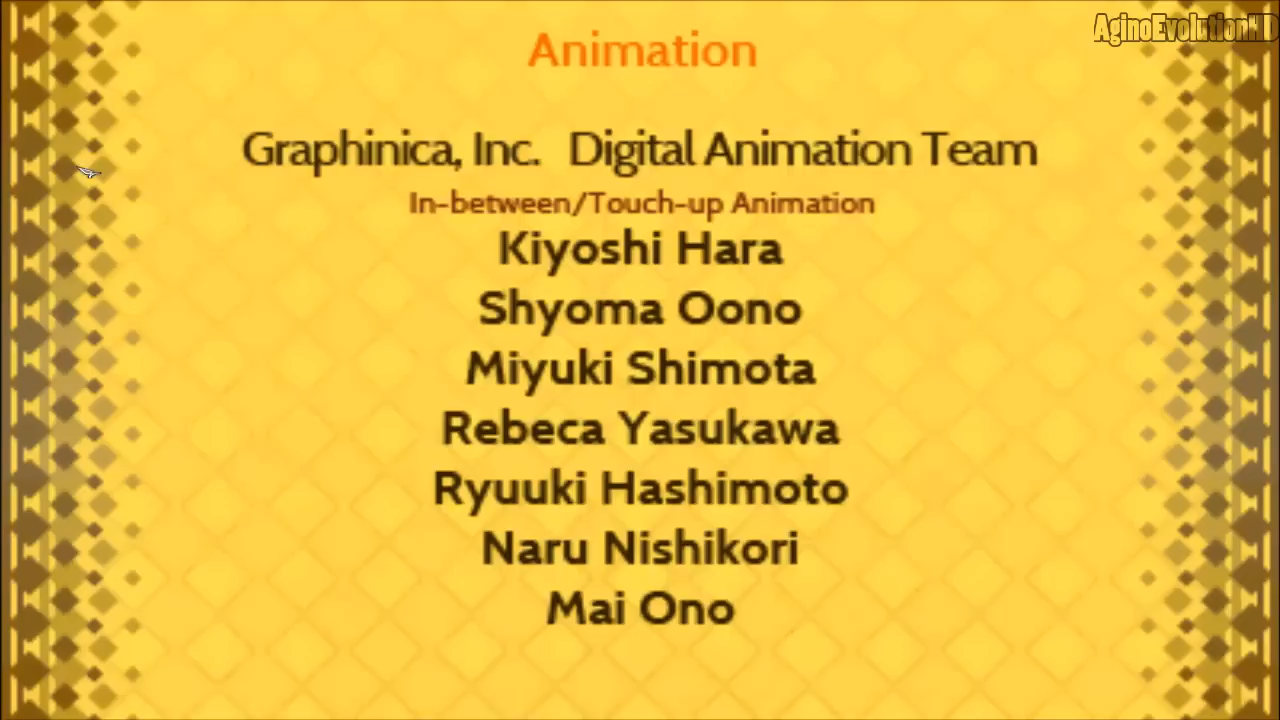 AginoEvolutionHD
Animation
Graphinica, Inc. Digital Animation Team
In-between/Touch-up Animation
Kiyoshi Hara
Shyoma Oono
Miyuki Shimota
Rebeca Yasukawa
Ryuuki Hashimoto
Naru Nishikori
Mai Ono